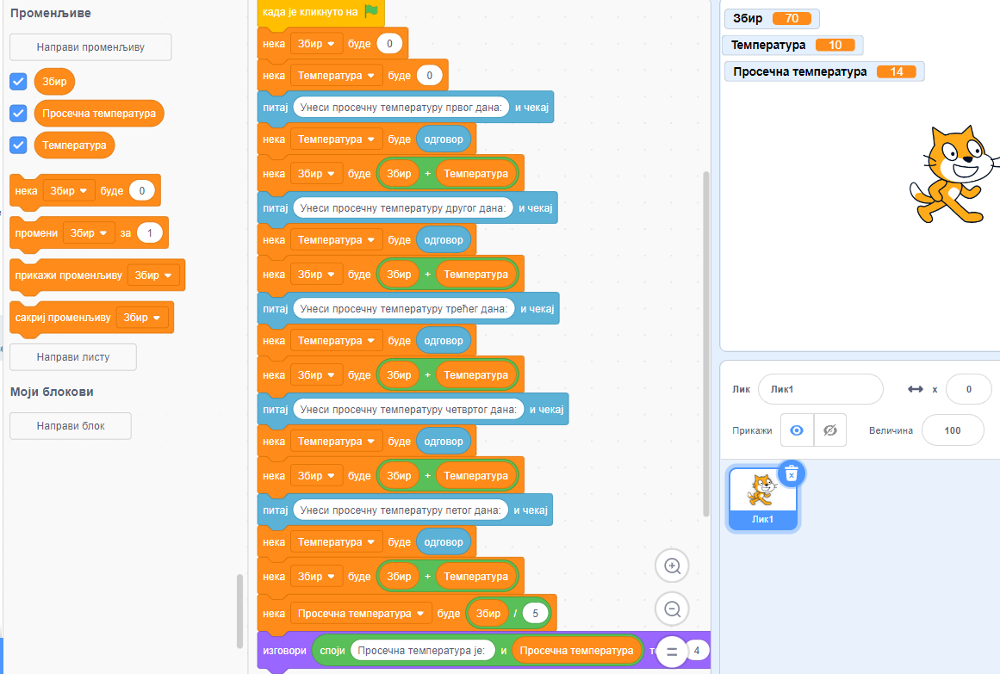 Променљиве
Направи променљиву
Збир
Просечна температура
Температура
нека Збир буде 0
промени Збир за 1
прикажи променљиву Збир
сакриј променљиву Збир
Направи листу
Моји блокови
Направи блок
када је кликнуто на
нека Збир буде 0
нека Температура буде 0
питај Унеси просечну температуру првог дана: и чекај
нека Температура буде одговор
нека Збир буде Збир + Температура
питај Унеси просечну температуру другог дана: и чекај
нека Температура буде одговор
нека Збир буде Збир + Температура
питај Унеси просечну температуру трећег дана: и чекај
нека Температура буде одговор
нека Збир буде Збир + Температура
питај Унеси просечну температуру четвртог дана: и чекај
нека Температура буде одговор
нека Збир буде Збир + Температура
питај Унеси просечну температуру петог дана: и чекај
нека Температура буде одговор
нека Збир буде Збир + Температура
нека Просечна температура буде Збир / 5
изговори споји Просечна температура је: и Просечна температура 4
Збир 70
Температура 10
Просечна температура 14
Лик Лик1 x 0
Прикажи Величина 100
Лик1